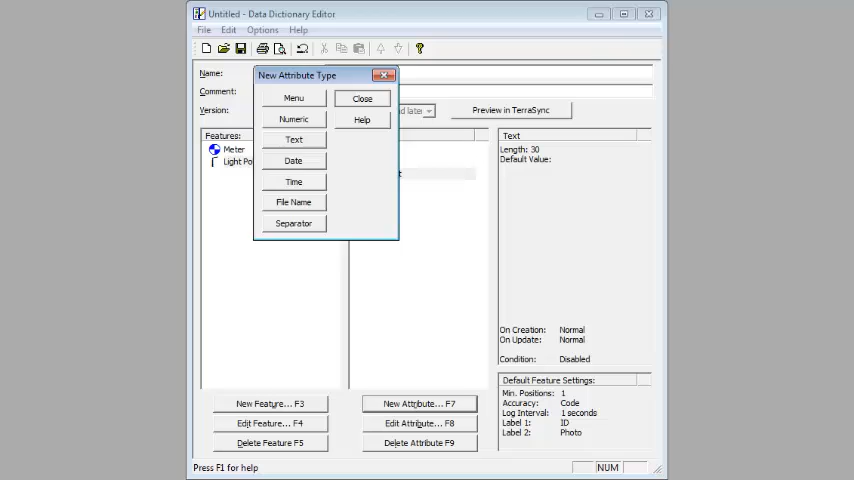 Untitled - Data Dictionary Editor
File Edit Options Help
Name:
Comment:
Version:
Preview in TerraSync
New Attribute Type
Menu
Close
Numeric
Help
Text
Date
Time
File Name
Separator
Features:
Meter
Light
Text
Length: 30
Default Value:
On Creation: Normal
On Update: Normal
Condition: Disabled
Default Feature Settings:
Min. Positions: 1
Accuracy: Code
Log Interval: 1 seconds
Label 1: ID
Label 2: Photo
New Feature... F3
New Attribute... F7
Edit Feature... F4
Edit Attribute... F8
Delete Feature F5
Delete Attribute F9
Press F1 for help
NUM